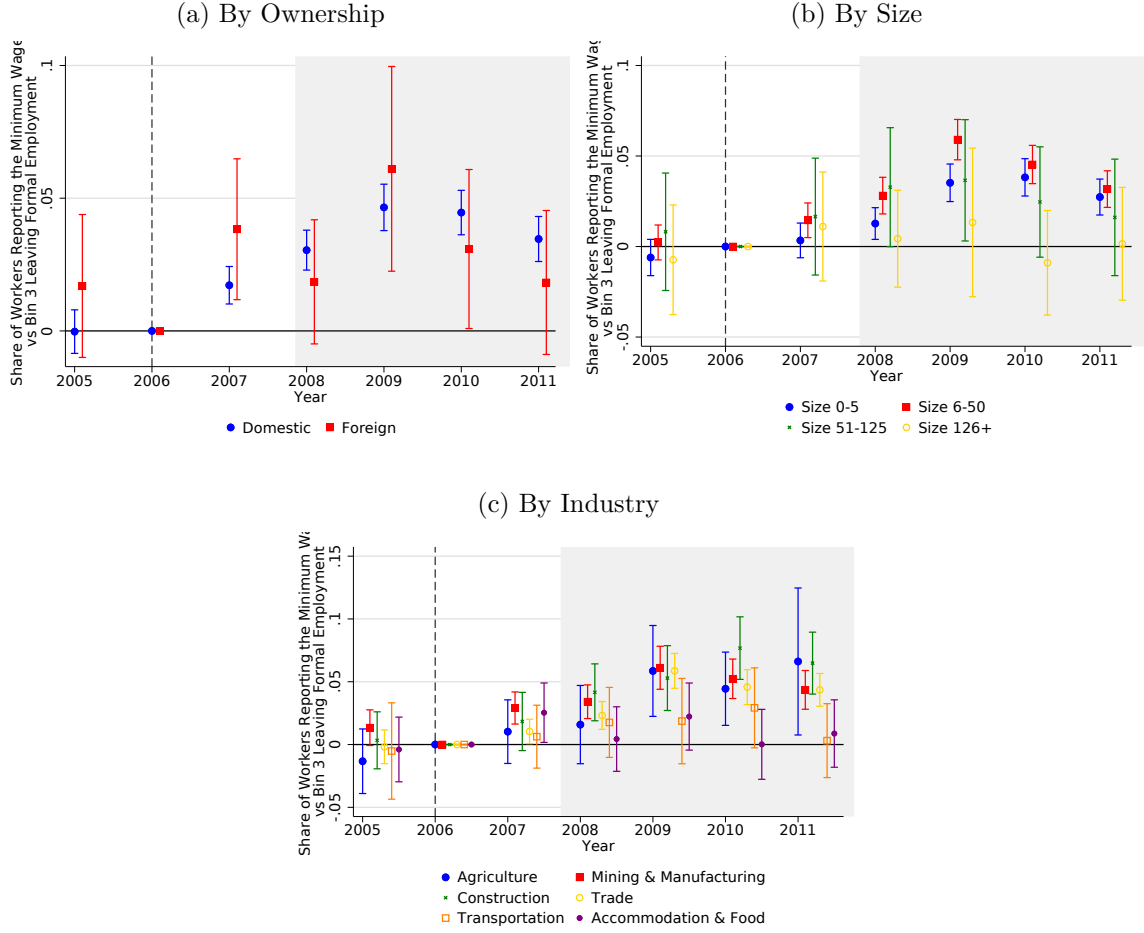 (a) By Ownership
Share of Workers Reporting the Minimum Wage
vs Bin 3 Leaving Formal Employment
.1
.05
0
2005 2006 2007 2008 2009 2010 2011
Year
Domestic Foreign
(b) By Size
Share of Workers Reporting the Minimum Wage
vs Bin 3 Leaving Formal Employment
.1
.05
0
-.05
2005 2006 2007 2008 2009 2010 2011
Year
Size 0-5 Size 6-50
Size 51-125 Size 126+
(c) By Industry
Share of Workers Reporting the Minimum Wa
vs Bin 3 Leaving Formal Employment
.15
.1
.05
0
-.05
2005 2006 2007 2008 2009 2010 2011
Year
Agriculture Mining & Manufacturing
Construction Trade
Transportation Accommodation & Food